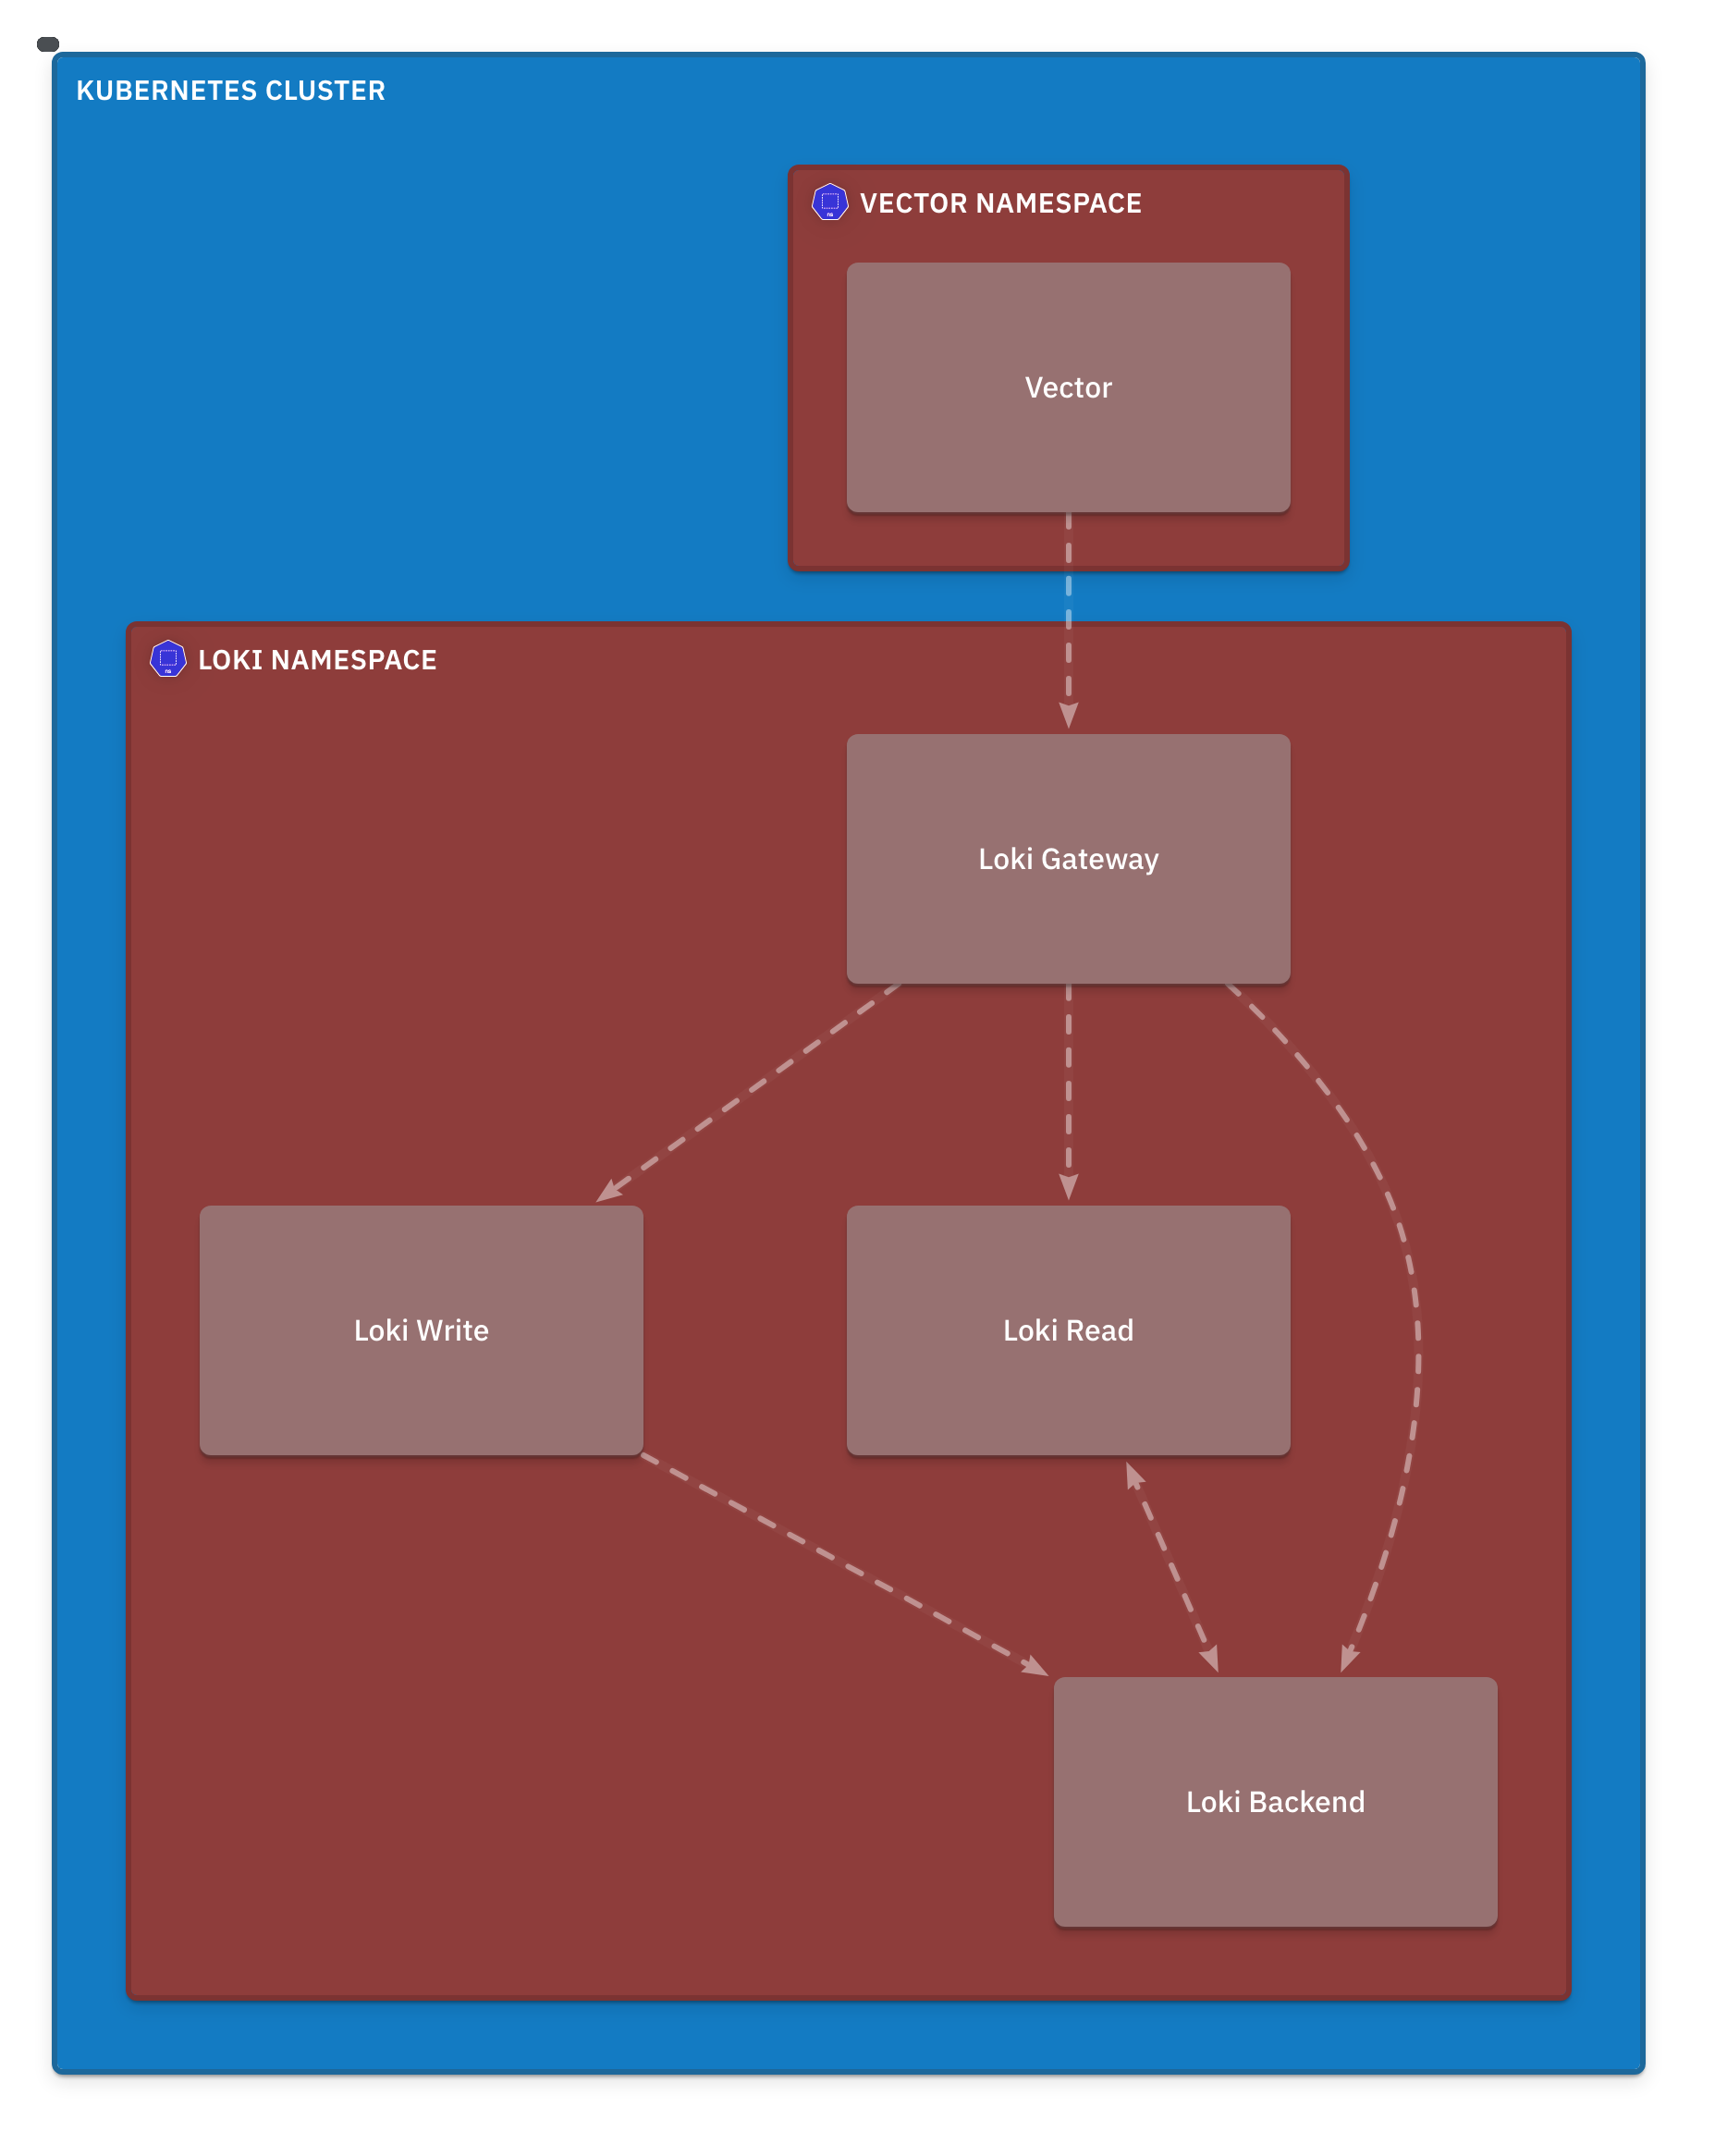 KUBERNETES CLUSTER
VECTOR NAMESPACE
Vector
LOKI NAMESPACE
Loki Gateway
Loki Write
Loki Read
Loki Backend